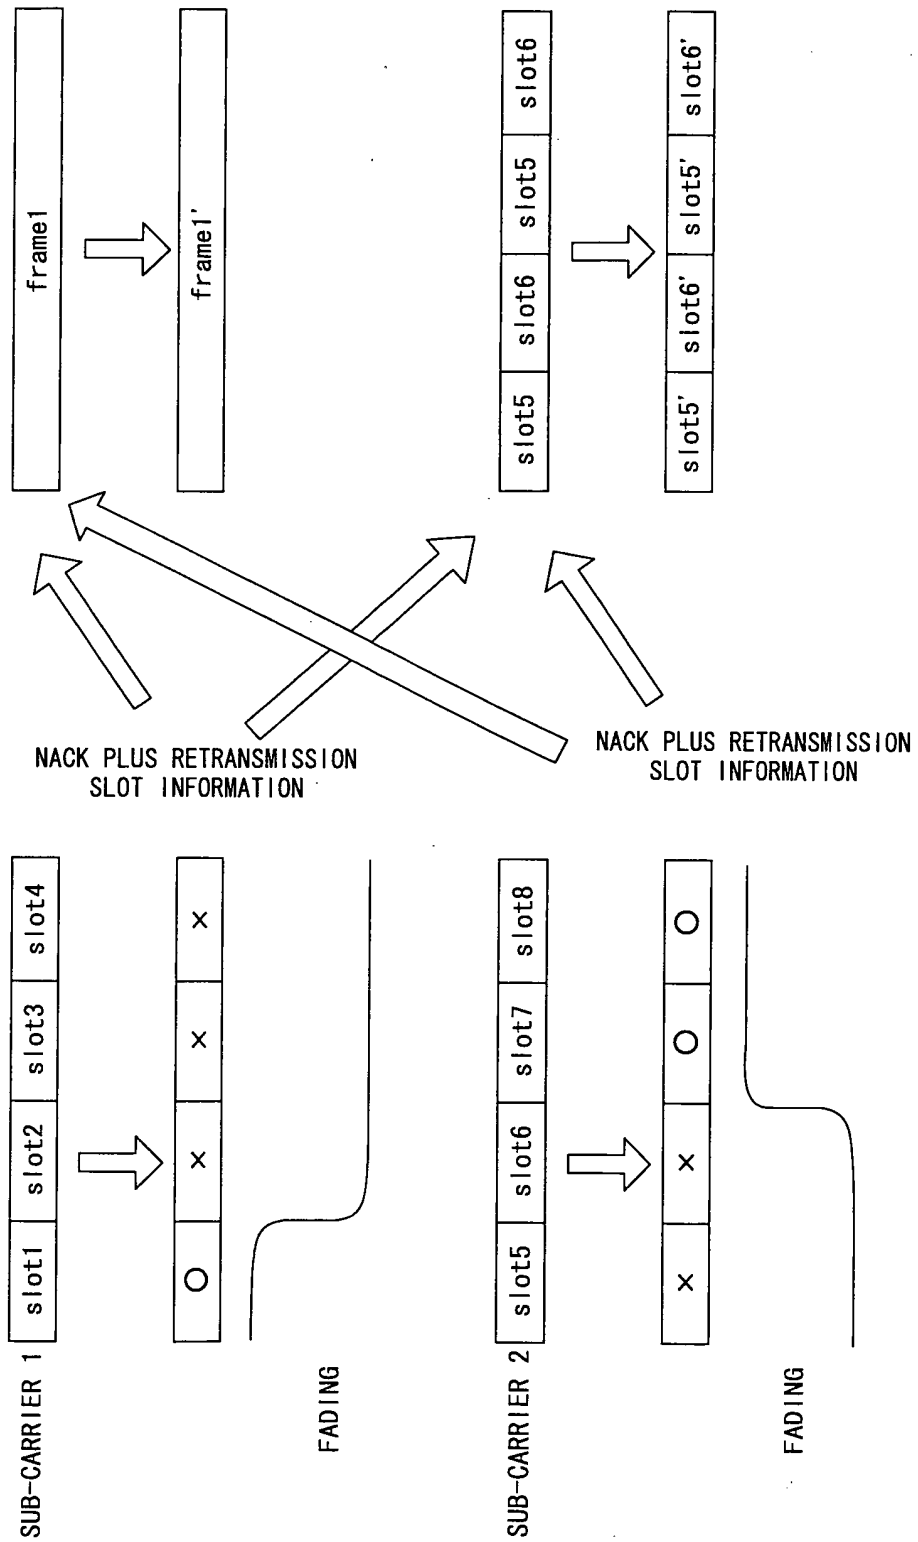 SUB-CARRIER 1
slot1 slot2 slot3 slot4
○ × × ×
FADING
NACK PLUS RETRANSMISSION
SLOT INFORMATION
frame1
frame1'
SUB-CARRIER 2
slot5 slot6 slot7 slot8
× × ○ ○
FADING
NACK PLUS RETRANSMISSION
SLOT INFORMATION
slot5 slot6 slot5 slot6
slot5' slot6' slot5' slot6'